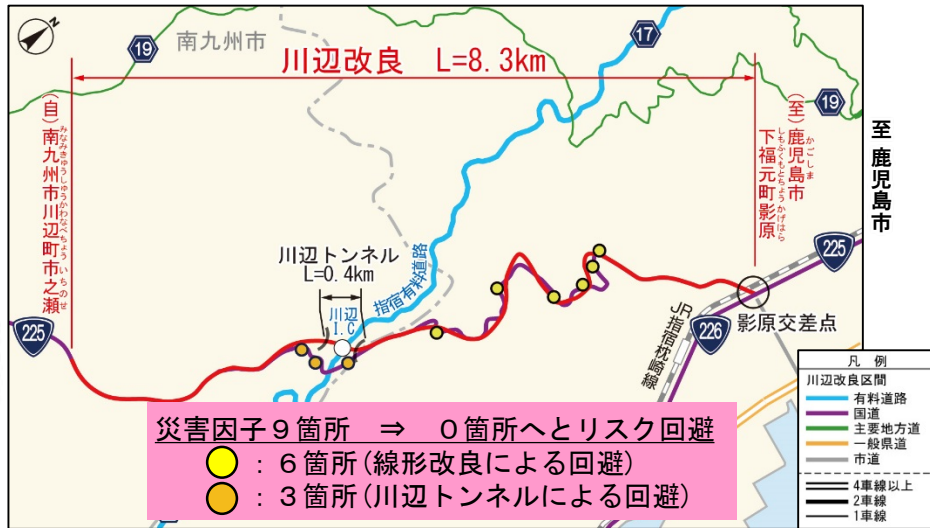 N
19
南九州市
17
川辺改良 L=8.3km
(自)南九州市川辺町市之瀬
みなみきゅうしゅうしかわなべちょういちのせ
(至)鹿児島市
かごしま
下福元町影原
しもふくもとちょうかげはら
19
至 鹿児島市
川辺トンネル
L=0.4km
指宿有料道路
川辺
I.C
225
225
226
影原交差点
JR指宿枕崎線
災害因子9箇所 ⇒ 0箇所へとリスク回避
:6箇所(線形改良による回避)
:3箇所(川辺トンネルによる回避)
凡 例
川辺改良区間
有料道路
国道
主要地方道
一般県道
市道
4車線以上
2車線
1車線